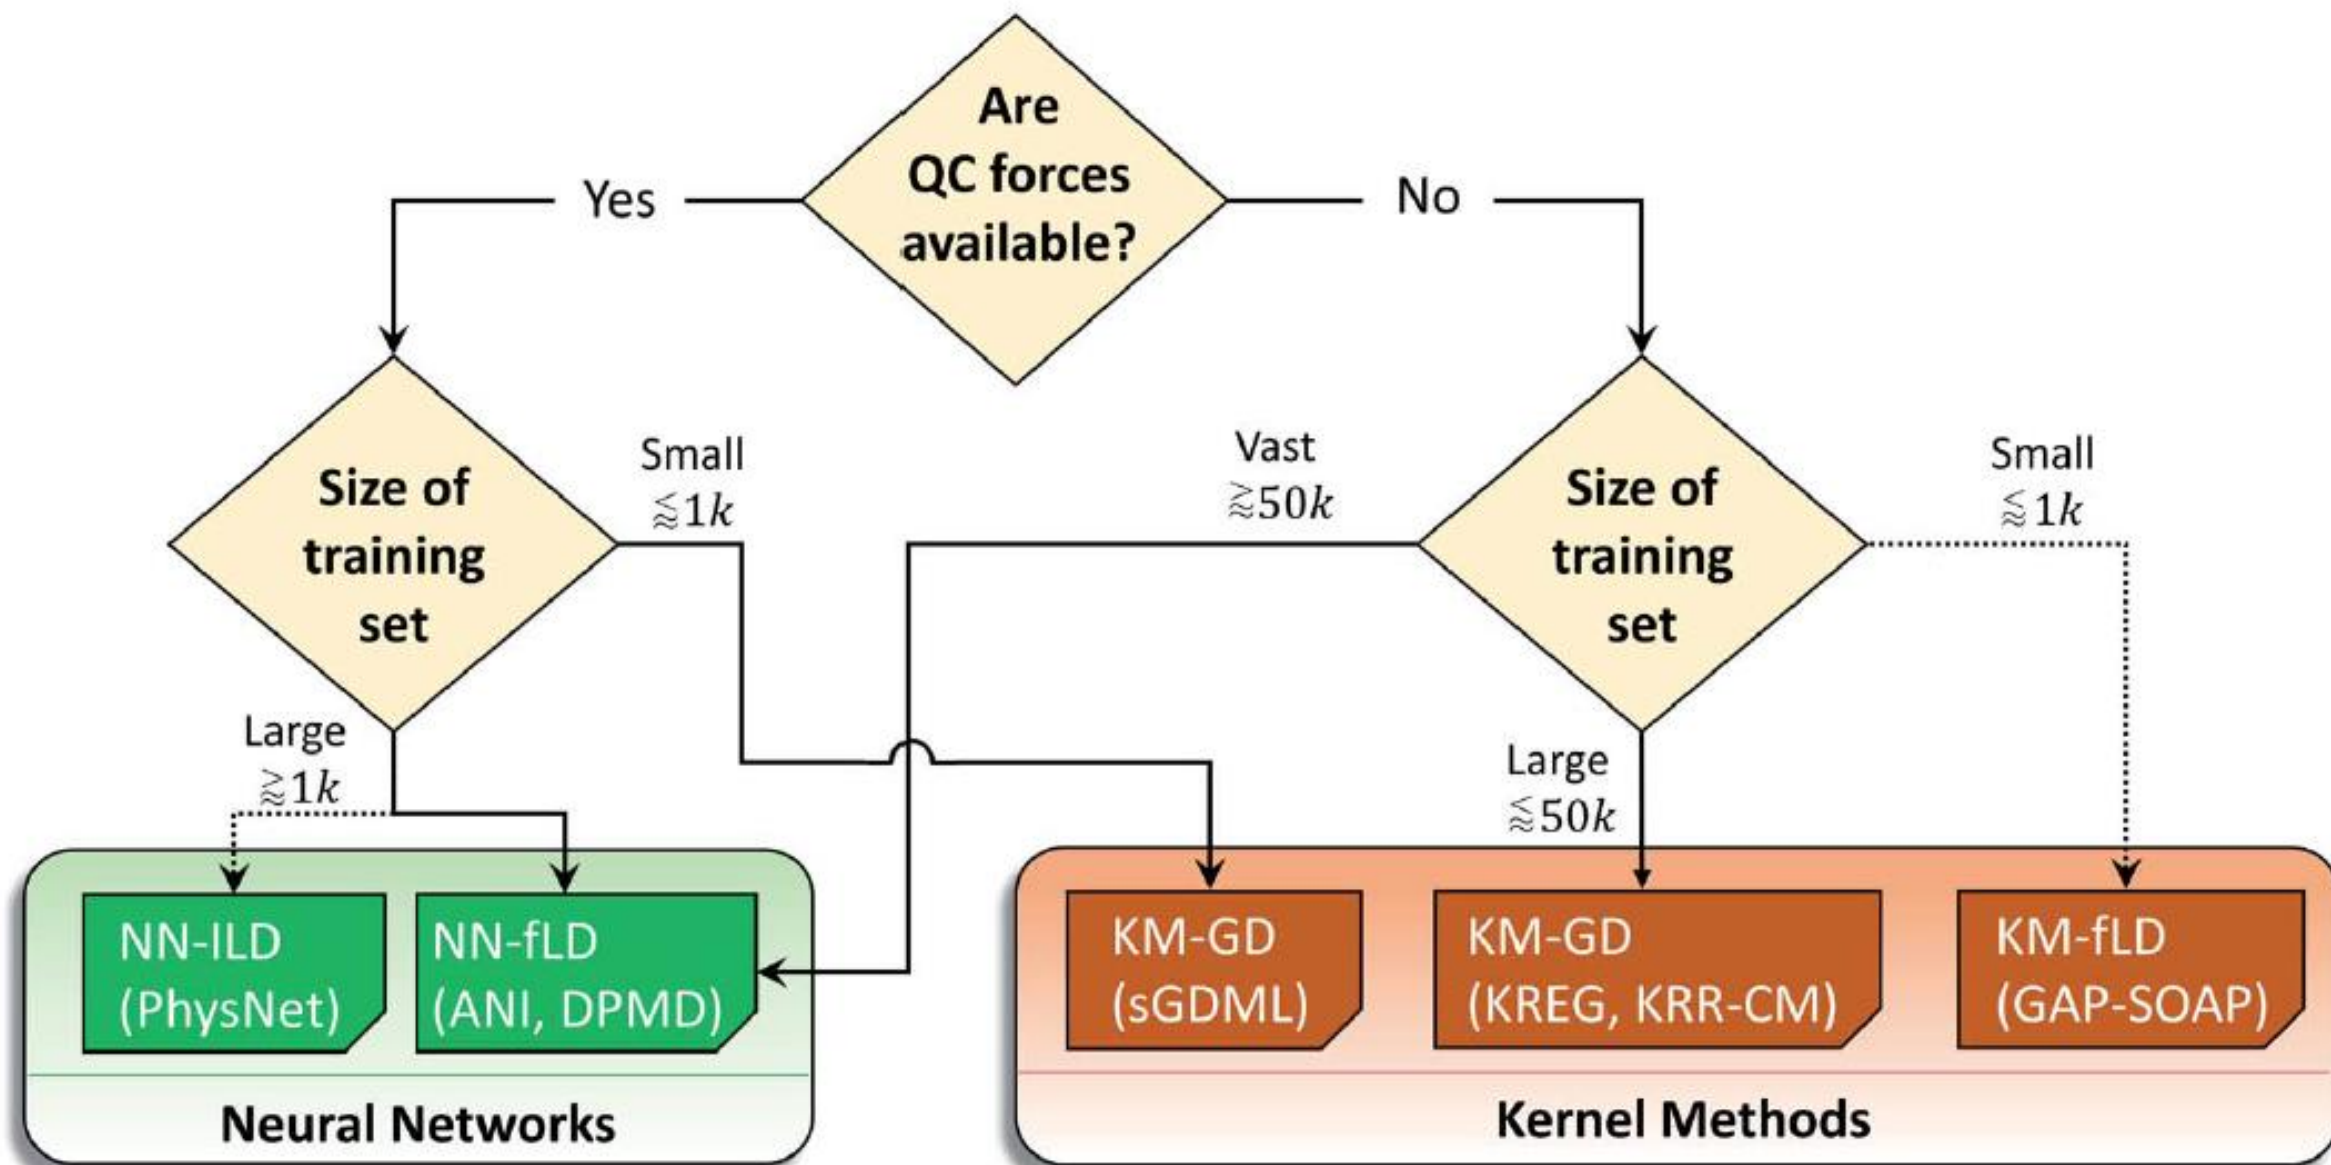 Are
QC forces
available?
Yes
No
Size of
training
set
Small
⪅1k
Vast
⪆50k
Size of
training
set
Small
⪅1k
Large
⪆1k
Large
⪅50k
NN-lLD
(PhysNet)
NN-fLD
(ANI, DPMD)
KM-GD
(sGDML)
KM-GD
(KREG, KRR-CM)
KM-fLD
(GAP-SOAP)
Neural Networks
Kernel Methods